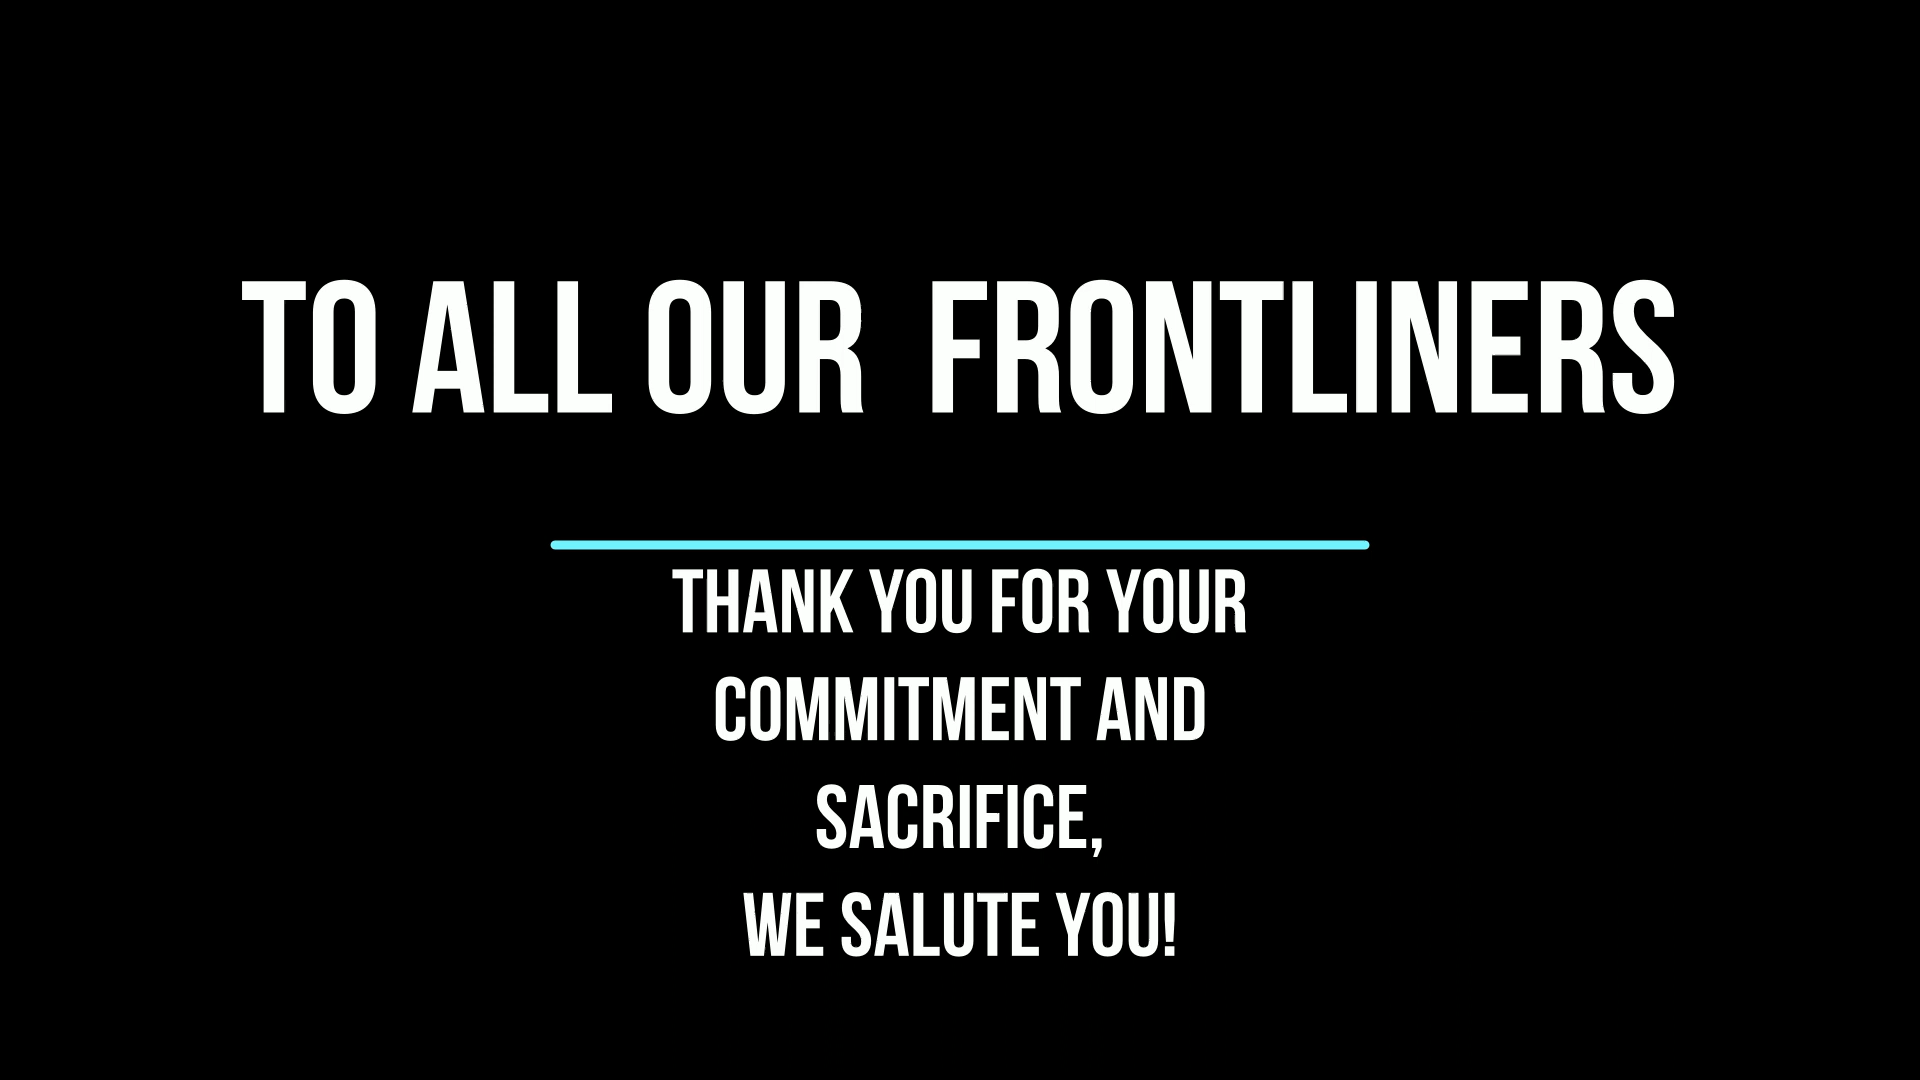 TO ALL OUR  FRONTLINERS
THANK YOU FOR YOUR
COMMITMENT AND
SACRIFICE,
WE SALUTE YOU!